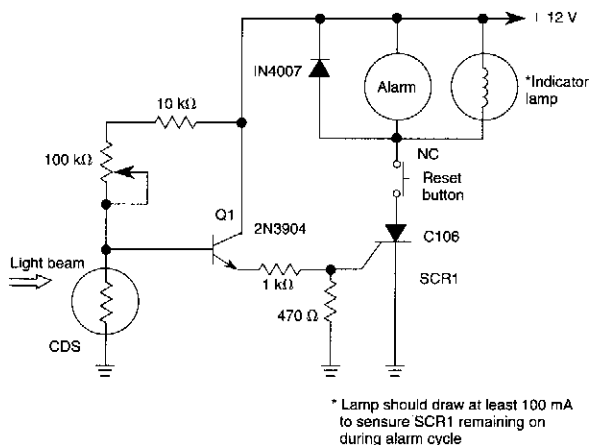 + 12 V
IN4007
Alarm
*Indicator
lamp
10 kΩ
100 kΩ
NC
Reset
button
Q1
2N3904
C106
Light beam
1 kΩ
SCR1
470 Ω
CDS
* Lamp should draw at least 100 mA
to sensure SCR1 remaining on
during alarm cycle